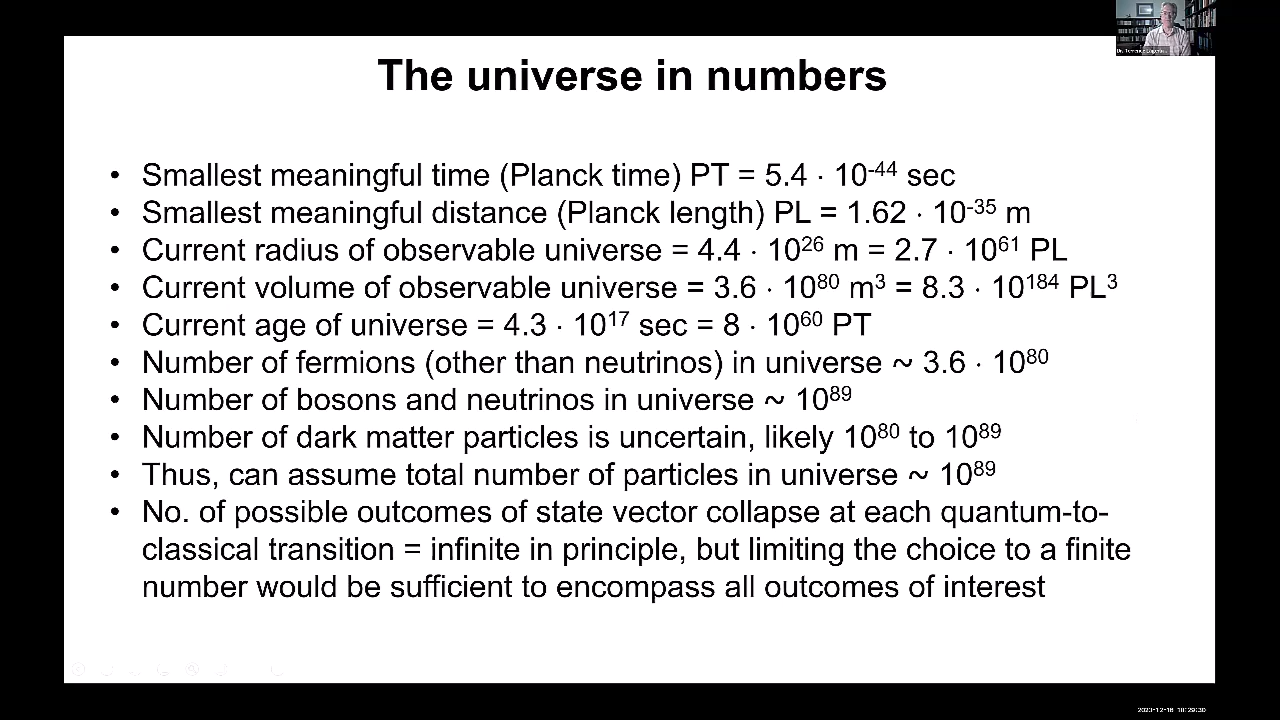 The universe in numbers
• Smallest meaningful time (Planck time) PT = 5.4 · 10⁻⁴⁴ sec
• Smallest meaningful distance (Planck length) PL = 1.62 · 10⁻³⁵ m
• Current radius of observable universe = 4.4 · 10²⁶ m = 2.7 · 10⁶¹ PL
• Current volume of observable universe = 3.6 · 10⁸⁰ m³ = 8.3 · 10¹⁸⁴ PL³
• Current age of universe = 4.3 · 10¹⁷ sec = 8 · 10⁶⁰ PT
• Number of fermions (other than neutrinos) in universe ~ 3.6 · 10⁸⁰
• Number of bosons and neutrinos in universe ~ 10⁸⁹
• Number of dark matter particles is uncertain, likely 10⁸⁰ to 10⁸⁹
• Thus, can assume total number of particles in universe ~ 10⁸⁹
• No. of possible outcomes of state vector collapse at each quantum-to-
classical transition = infinite in principle, but limiting the choice to a finite
number would be sufficient to encompass all outcomes of interest